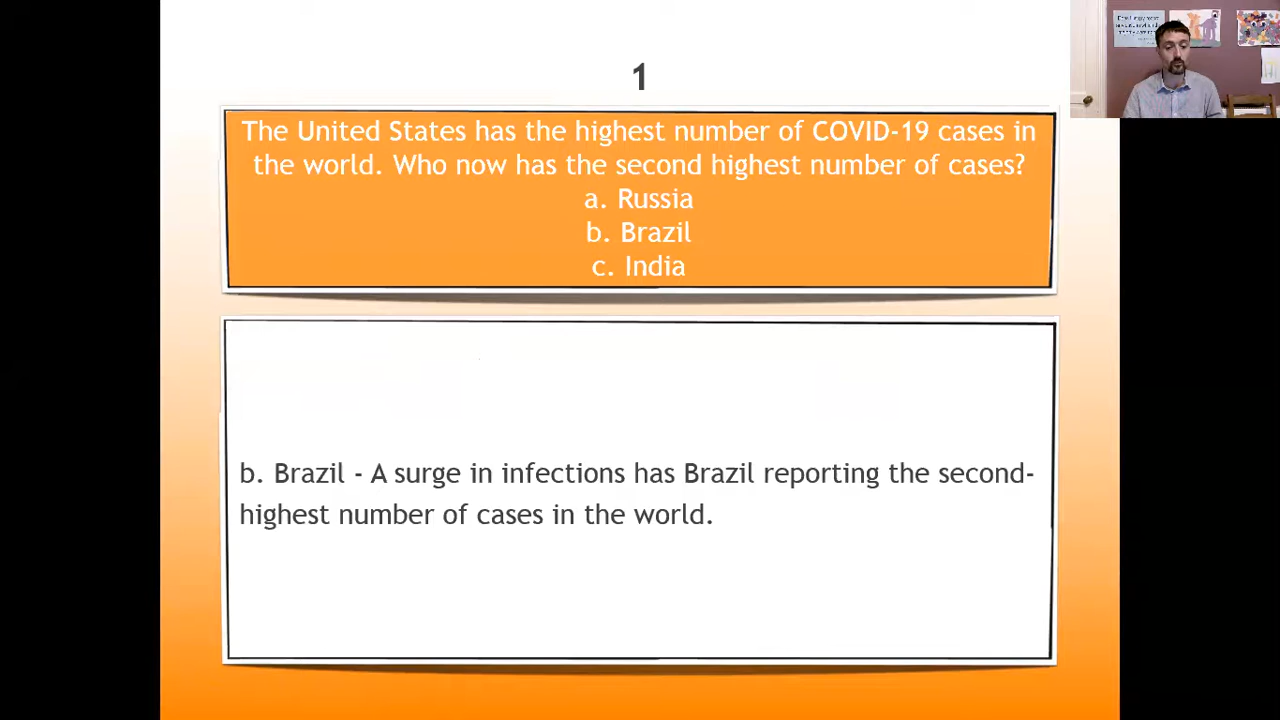 1
The United States has the highest number of COVID-19 cases in
the world. Who now has the second highest number of cases?
a. Russia
b. Brazil
c. India
b. Brazil - A surge in infections has Brazil reporting the second-
highest number of cases in the world.